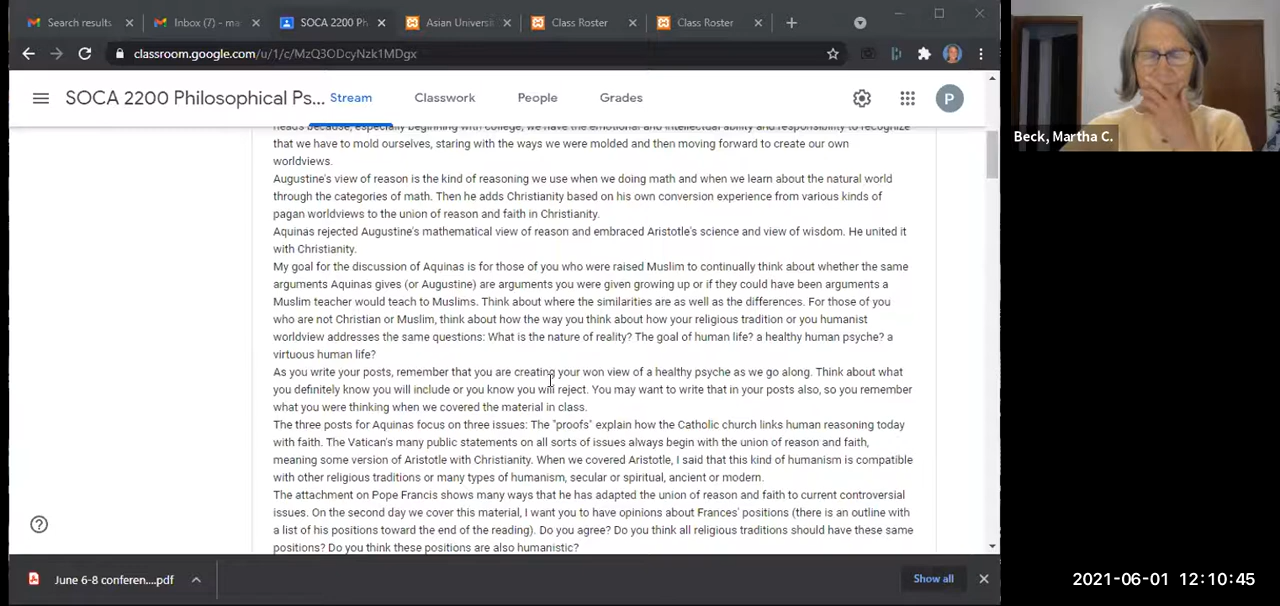 Search results
Inbox (7) - ma
SOCA 2200 Ph
Asian Universi
Class Roster
Class Roster
classroom.google.com/u/1/c/MzQ3ODcyNzk1MDgx
SOCA 2200 Philosophical Ps...
Stream
Classwork
People
Grades
P
heads because, especially beginning with college, we have the emotional and intellectual ability and responsibility to recognize
that we have to mold ourselves, staring with the ways we were molded and then moving forward to create our own
worldviews.
Augustine's view of reason is the kind of reasoning we use when we doing math and when we learn about the natural world
through the categories of math. Then he adds Christianity based on his own conversion experience from various kinds of
pagan worldviews to the union of reason and faith in Christianity.
Aquinas rejected Augustine's mathematical view of reason and embraced Aristotle's science and view of wisdom. He united it
with Christianity.
My goal for the discussion of Aquinas is for those of you who were raised Muslim to continually think about whether the same
arguments Aquinas gives (or Augustine) are arguments you were given growing up or if they could have been arguments a
Muslim teacher would teach to Muslims. Think about where the similarities are as well as the differences. For those of you
who are not Christian or Muslim, think about how the way you think about how your religious tradition or you humanist
worldview addresses the same questions: What is the nature of reality? The goal of human life? a healthy human psyche? a
virtuous human life?
As you write your posts, remember that you are creating your won view of a healthy psyche as we go along. Think about what
you definitely know you will include or you know you will reject. You may want to write that in your posts also, so you remember
what you were thinking when we covered the material in class.
The three posts for Aquinas focus on three issues: The "proofs" explain how the Catholic church links human reasoning today
with faith. The Vatican's many public statements on all sorts of issues always begin with the union of reason and faith,
meaning some version of Aristotle with Christianity. When we covered Aristotle, I said that this kind of humanism is compatible
with other religious traditions or many types of humanism, secular or spiritual, ancient or modern.
The attachment on Pope Francis shows many ways that he has adapted the union of reason and faith to current controversial
issues. On the second day we cover this material, I want you to have opinions about Frances' positions (there is an outline with
a list of his positions toward the end of the reading). Do you agree? Do you think all religious traditions should have these same
positions? Do you think these positions are also humanistic?
June 6-8 conferen....pdf
Show all
Beck, Martha C.
2021-06-01 12:10:45